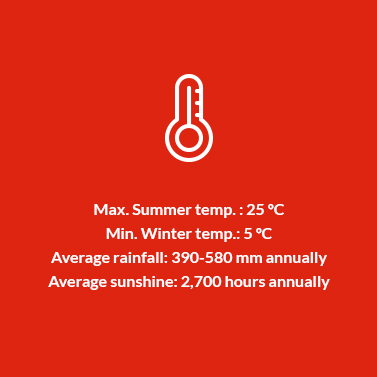 Max. Summer temp. : 25 ºC
Min. Winter temp.: 5 ºC
Average rainfall: 390-580 mm annually
Average sunshine: 2,700 hours annually